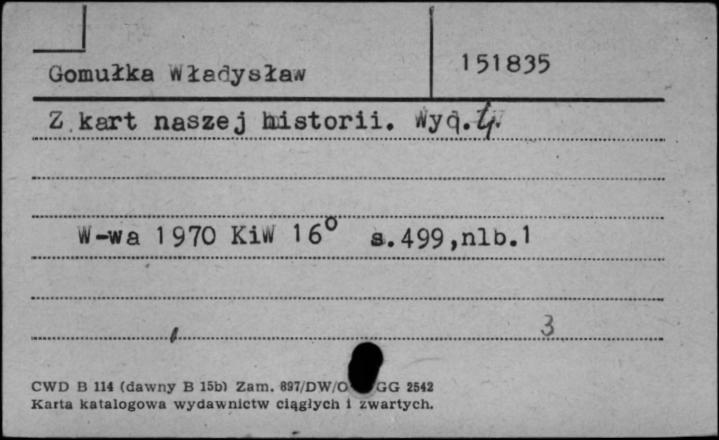 Gomułka Władysław 151835
Z kart naszej historii. Wyd.
W-wa 1970 KiW 16° s.499,nlb.1
3
CWD B 114 (dawny B 15b) Zam. 897/DW/O GG 2542
Karta katalogowa wydawnictw ciągłych i zwartych.